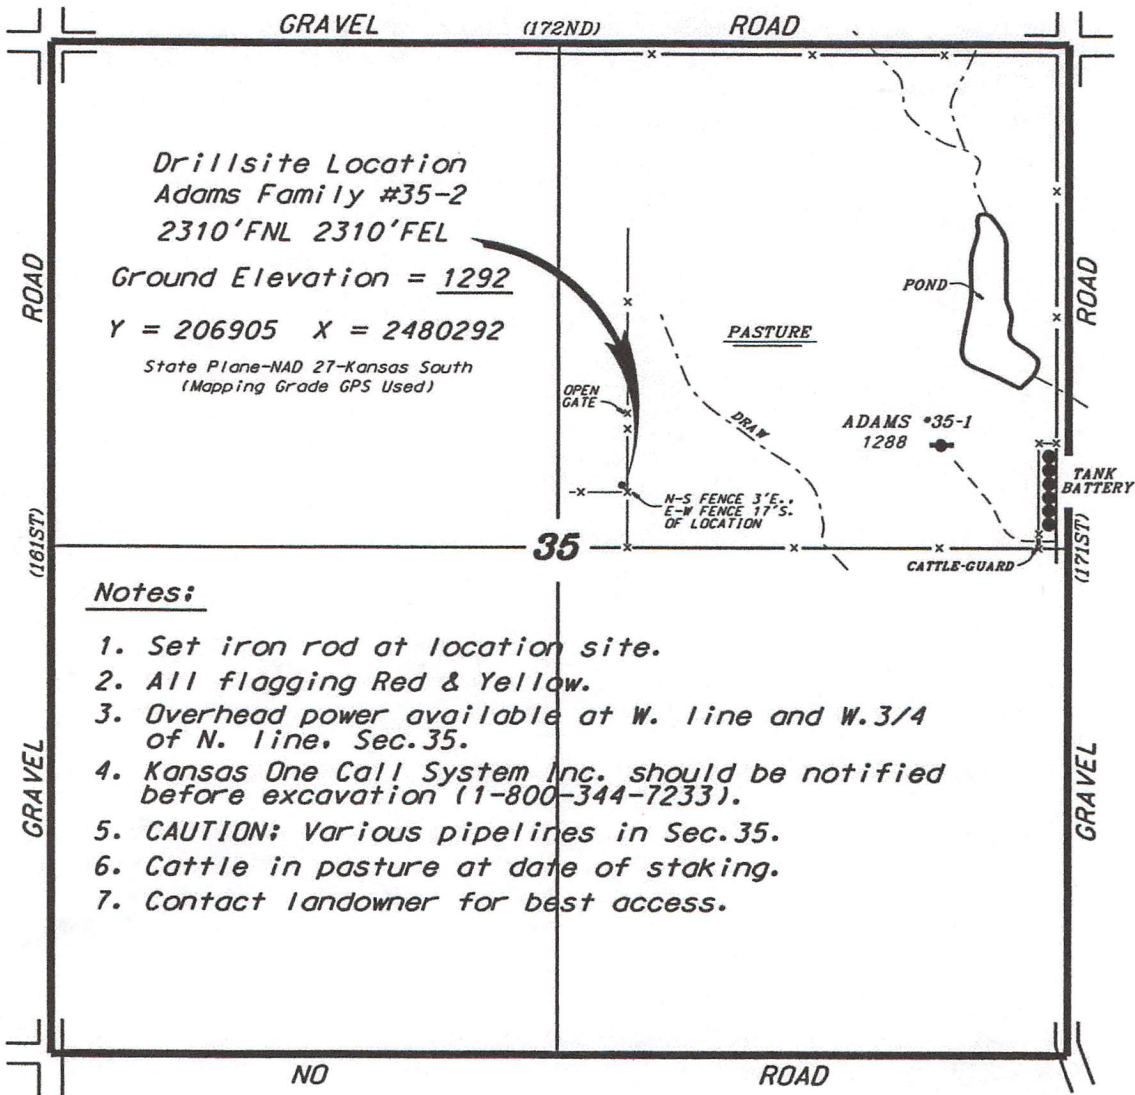 GRAVEL (172ND) ROAD
Drillsite Location
Adams Family #35-2
2310'FNL 2310'FEL
Ground Elevation = 1292
Y = 206905 X = 2480292
State Plane-NAD 27-Kansas South
(Mapping Grade GPS Used)
ROAD
(161ST)
GRAVEL
POND
PASTURE
OPEN
GATE
DRAW
ADAMS #35-1
1288
N-S FENCE 3'E.,
E-W FENCE 17'S.
OF LOCATION
TANK
BATTERY
CATTLE-GUARD
ROAD
(171ST)
GRAVEL
35
Notes:
1. Set iron rod at location site.
2. All flagging Red & Yellow.
3. Overhead power available at W. line and W.3/4
of N. line, Sec.35.
4. Kansas One Call System Inc. should be notified
before excavation (1-800-344-7233).
5. CAUTION: Various pipelines in Sec.35.
6. Cattle in pasture at date of staking.
7. Contact landowner for best access.
NO ROAD